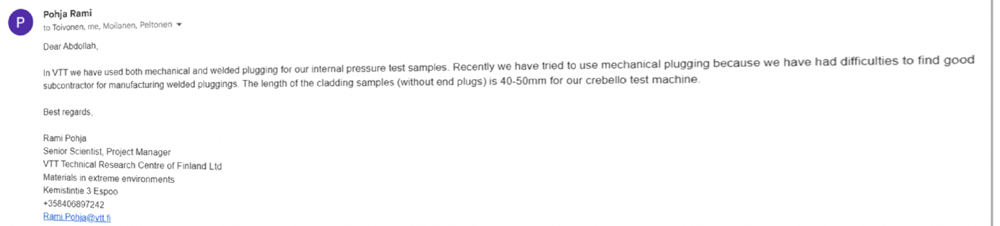 P
Pohja Rami
to Toivonen, me, Moilanen, Peltonen
Dear Abdollah,
In VTT we have used both mechanical and welded plugging for our internal pressure test samples. Recently we have tried to use mechanical plugging because we have had difficulties to find good
subcontractor for manufacturing welded pluggings. The length of the cladding samples (without end plugs) is 40-50mm for our crebello test machine.
Best regards,
Rami Pohja
Senior Scientist, Project Manager
VTT Technical Research Centre of Finland Ltd
Materials in extreme environments
Kemistintie 3 Espoo
+358406897242
Rami.Pohja@vtt.fi